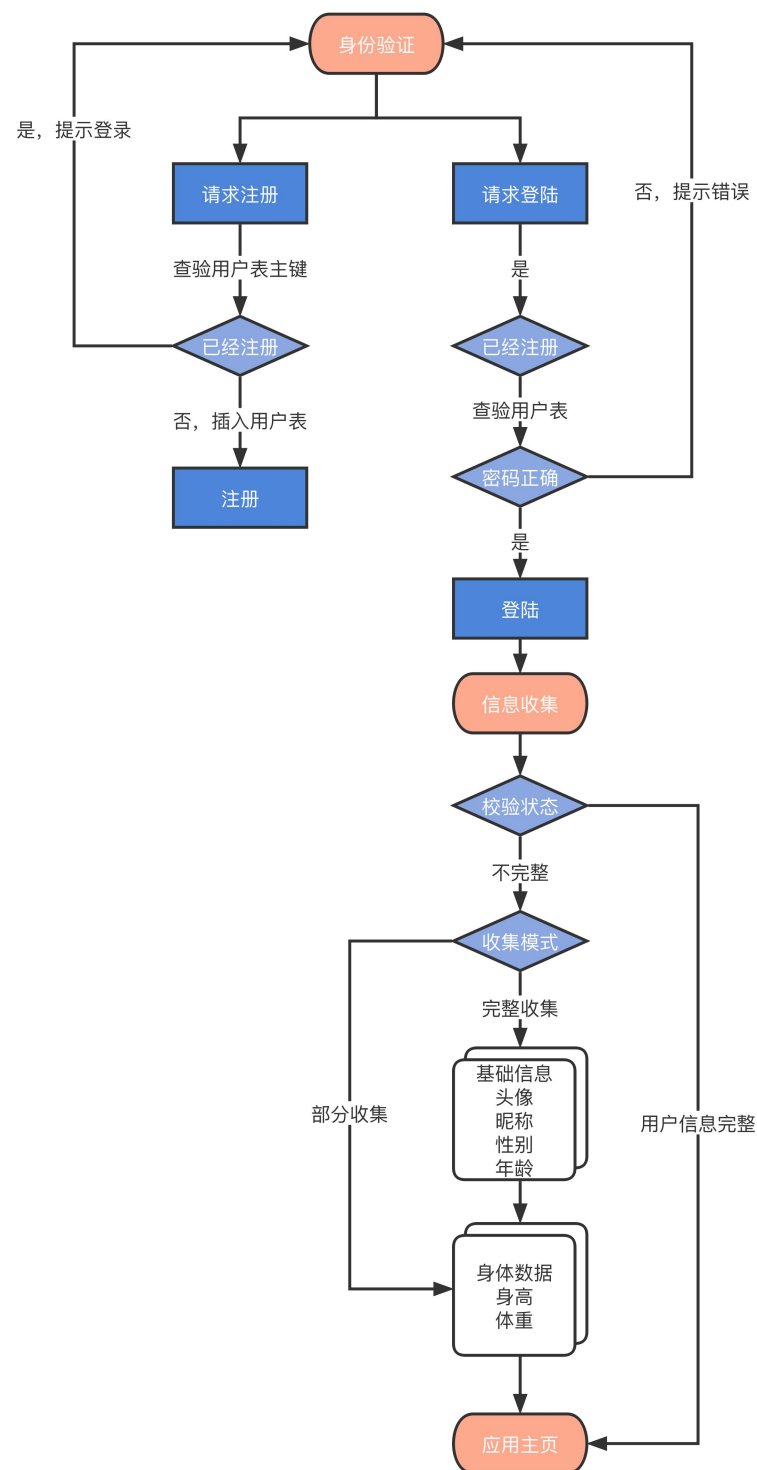 身份验证
是，提示登录
请求注册
请求登陆
否，提示错误
查验用户表主键
是
已经注册
已经注册
否，插入用户表
查验用户表
密码正确
注册
是
登陆
信息收集
校验状态
不完整
收集模式
完整收集
基础信息
头像
昵称
性别
年龄
部分收集
用户信息完整
身体数据
身高
体重
应用主页